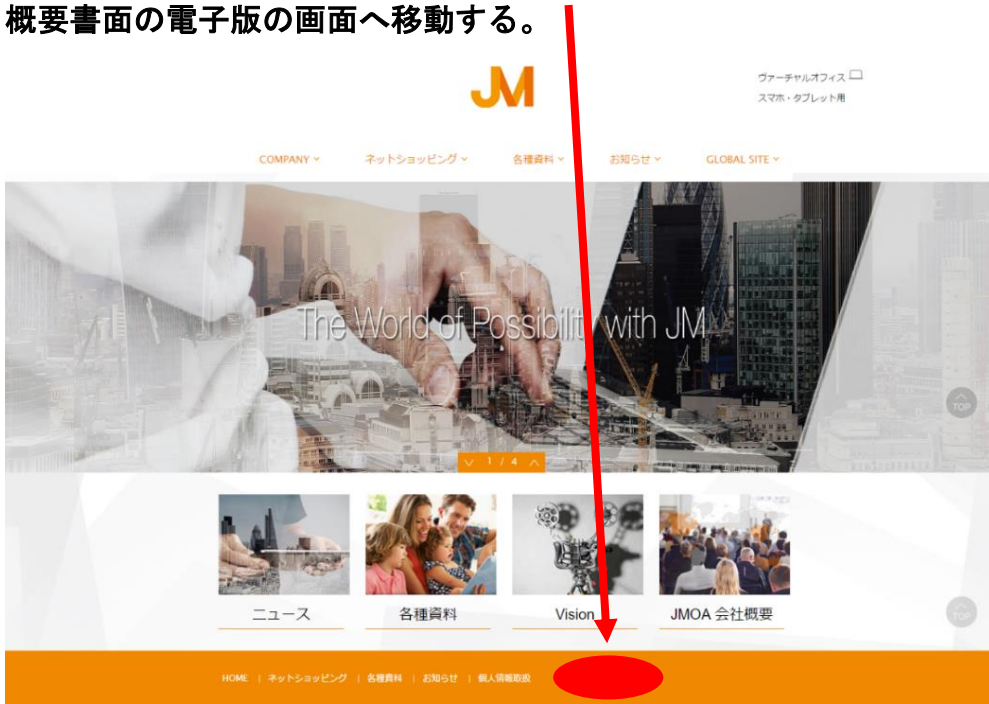 概要書面の電子版の画面へ移動する。
JM
ヴァーチャルオフィス
スマホ・タブレット用
COMPANY ネットショッピング 各種資料 お知らせ GLOBAL SITE
The World of Possibility with JM
TOP
1 / 4
ニュース 各種資料 Vision JMOA 会社概要
TOP
HOME | ネットショッピング | 各種資料 | お知らせ | 個人情報取扱